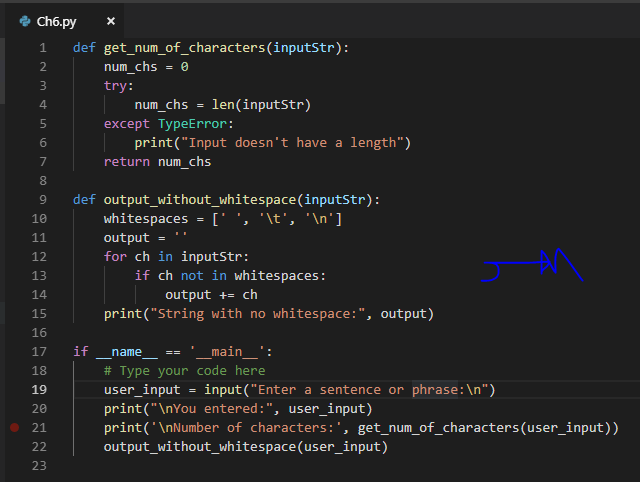 Ch6.py ×
1 def get_num_of_characters(inputStr):
2     num_chs = 0
3     try:
4         num_chs = len(inputStr)
5     except TypeError:
6         print("Input doesn't have a length")
7     return num_chs
8
9 def output_without_whitespace(inputStr):
10     whitespaces = [' ', '\t', '\n']
11     output = ''
12     for ch in inputStr:
13         if ch not in whitespaces:
14             output += ch
15     print("String with no whitespace:", output)
16
17 if __name__ == '__main__':
18     # Type your code here
19     user_input = input("Enter a sentence or phrase:\n")
20     print("\nYou entered:", user_input)
21     print('\nNumber of characters:', get_num_of_characters(user_input))
22     output_without_whitespace(user_input)
23